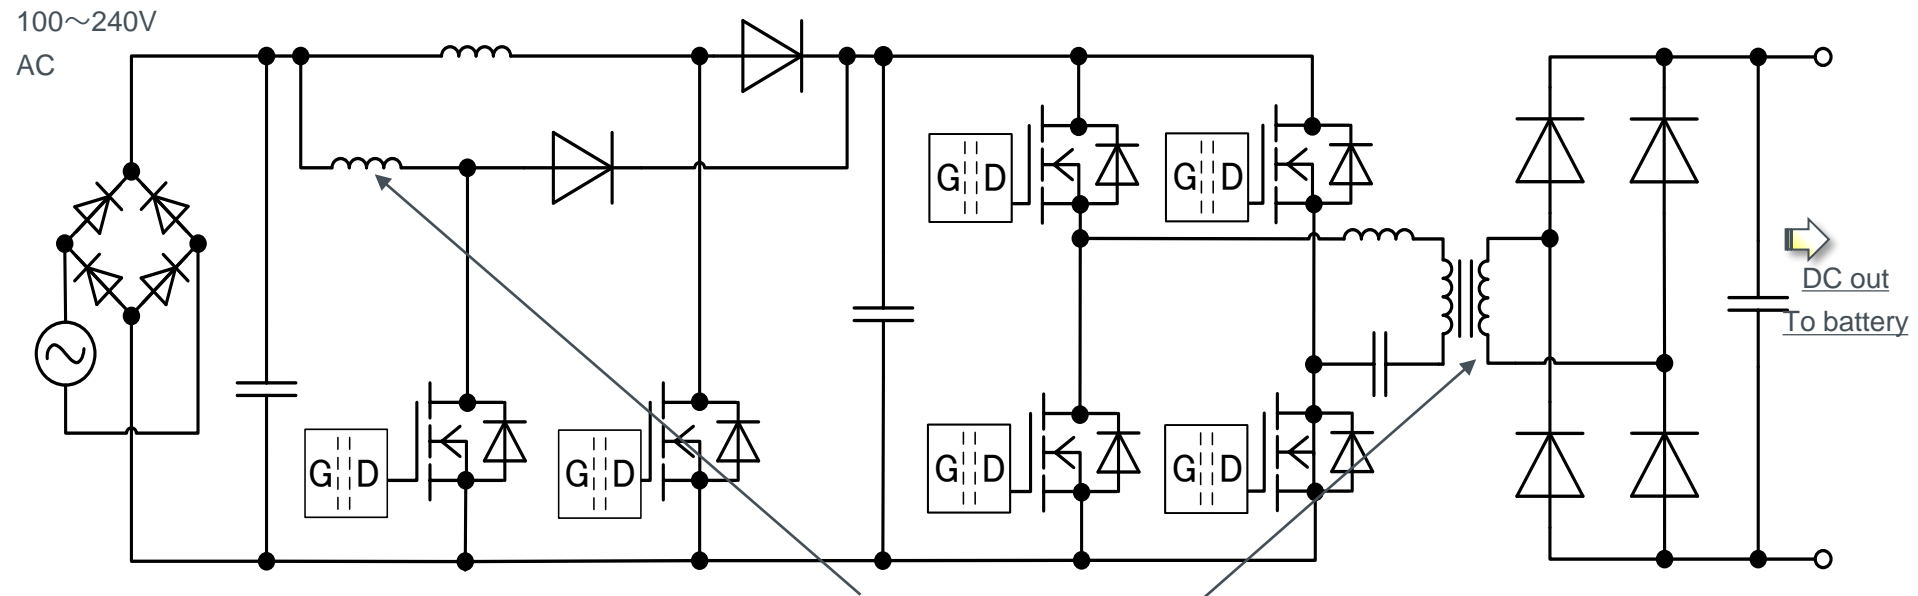 100～240V
AC
G D
G D
DC out
To battery
G D
G D
G D
G D